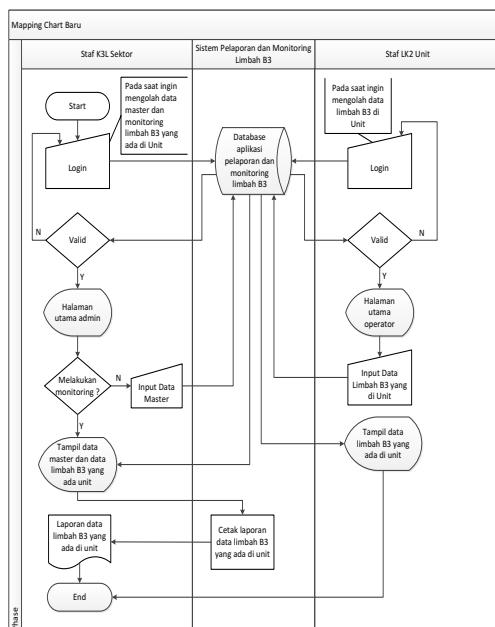 Mapping Chart Baru
Staf K3L Sektor
Sistem Pelaporan dan Monitoring
Limbah B3
Staf LK2 Unit
Start
Pada saat ingin
mengolah data
master dan
monitoring
limbah B3 yang
ada di Unit
Login
Database
aplikasi
pelaporan dan
monitoring
limbah B3
Pada saat ingin
mengolah data
limbah B3 di
Unit
Login
Valid
N
Y
Valid
N
Y
Halaman
utama admin
Halaman
utama
operator
Melakukan
monitoring ?
N
Y
Input Data
Master
Input Data
Limbah B3 yang
di Unit
Tampil data
master dan data
limbah B3 yang
ada unit
Tampil data
limbah B3 yang
ada di unit
Laporan data
limbah B3 yang
ada di unit
Cetak laporan
data limbah B3
yang ada di unit
End
Phase